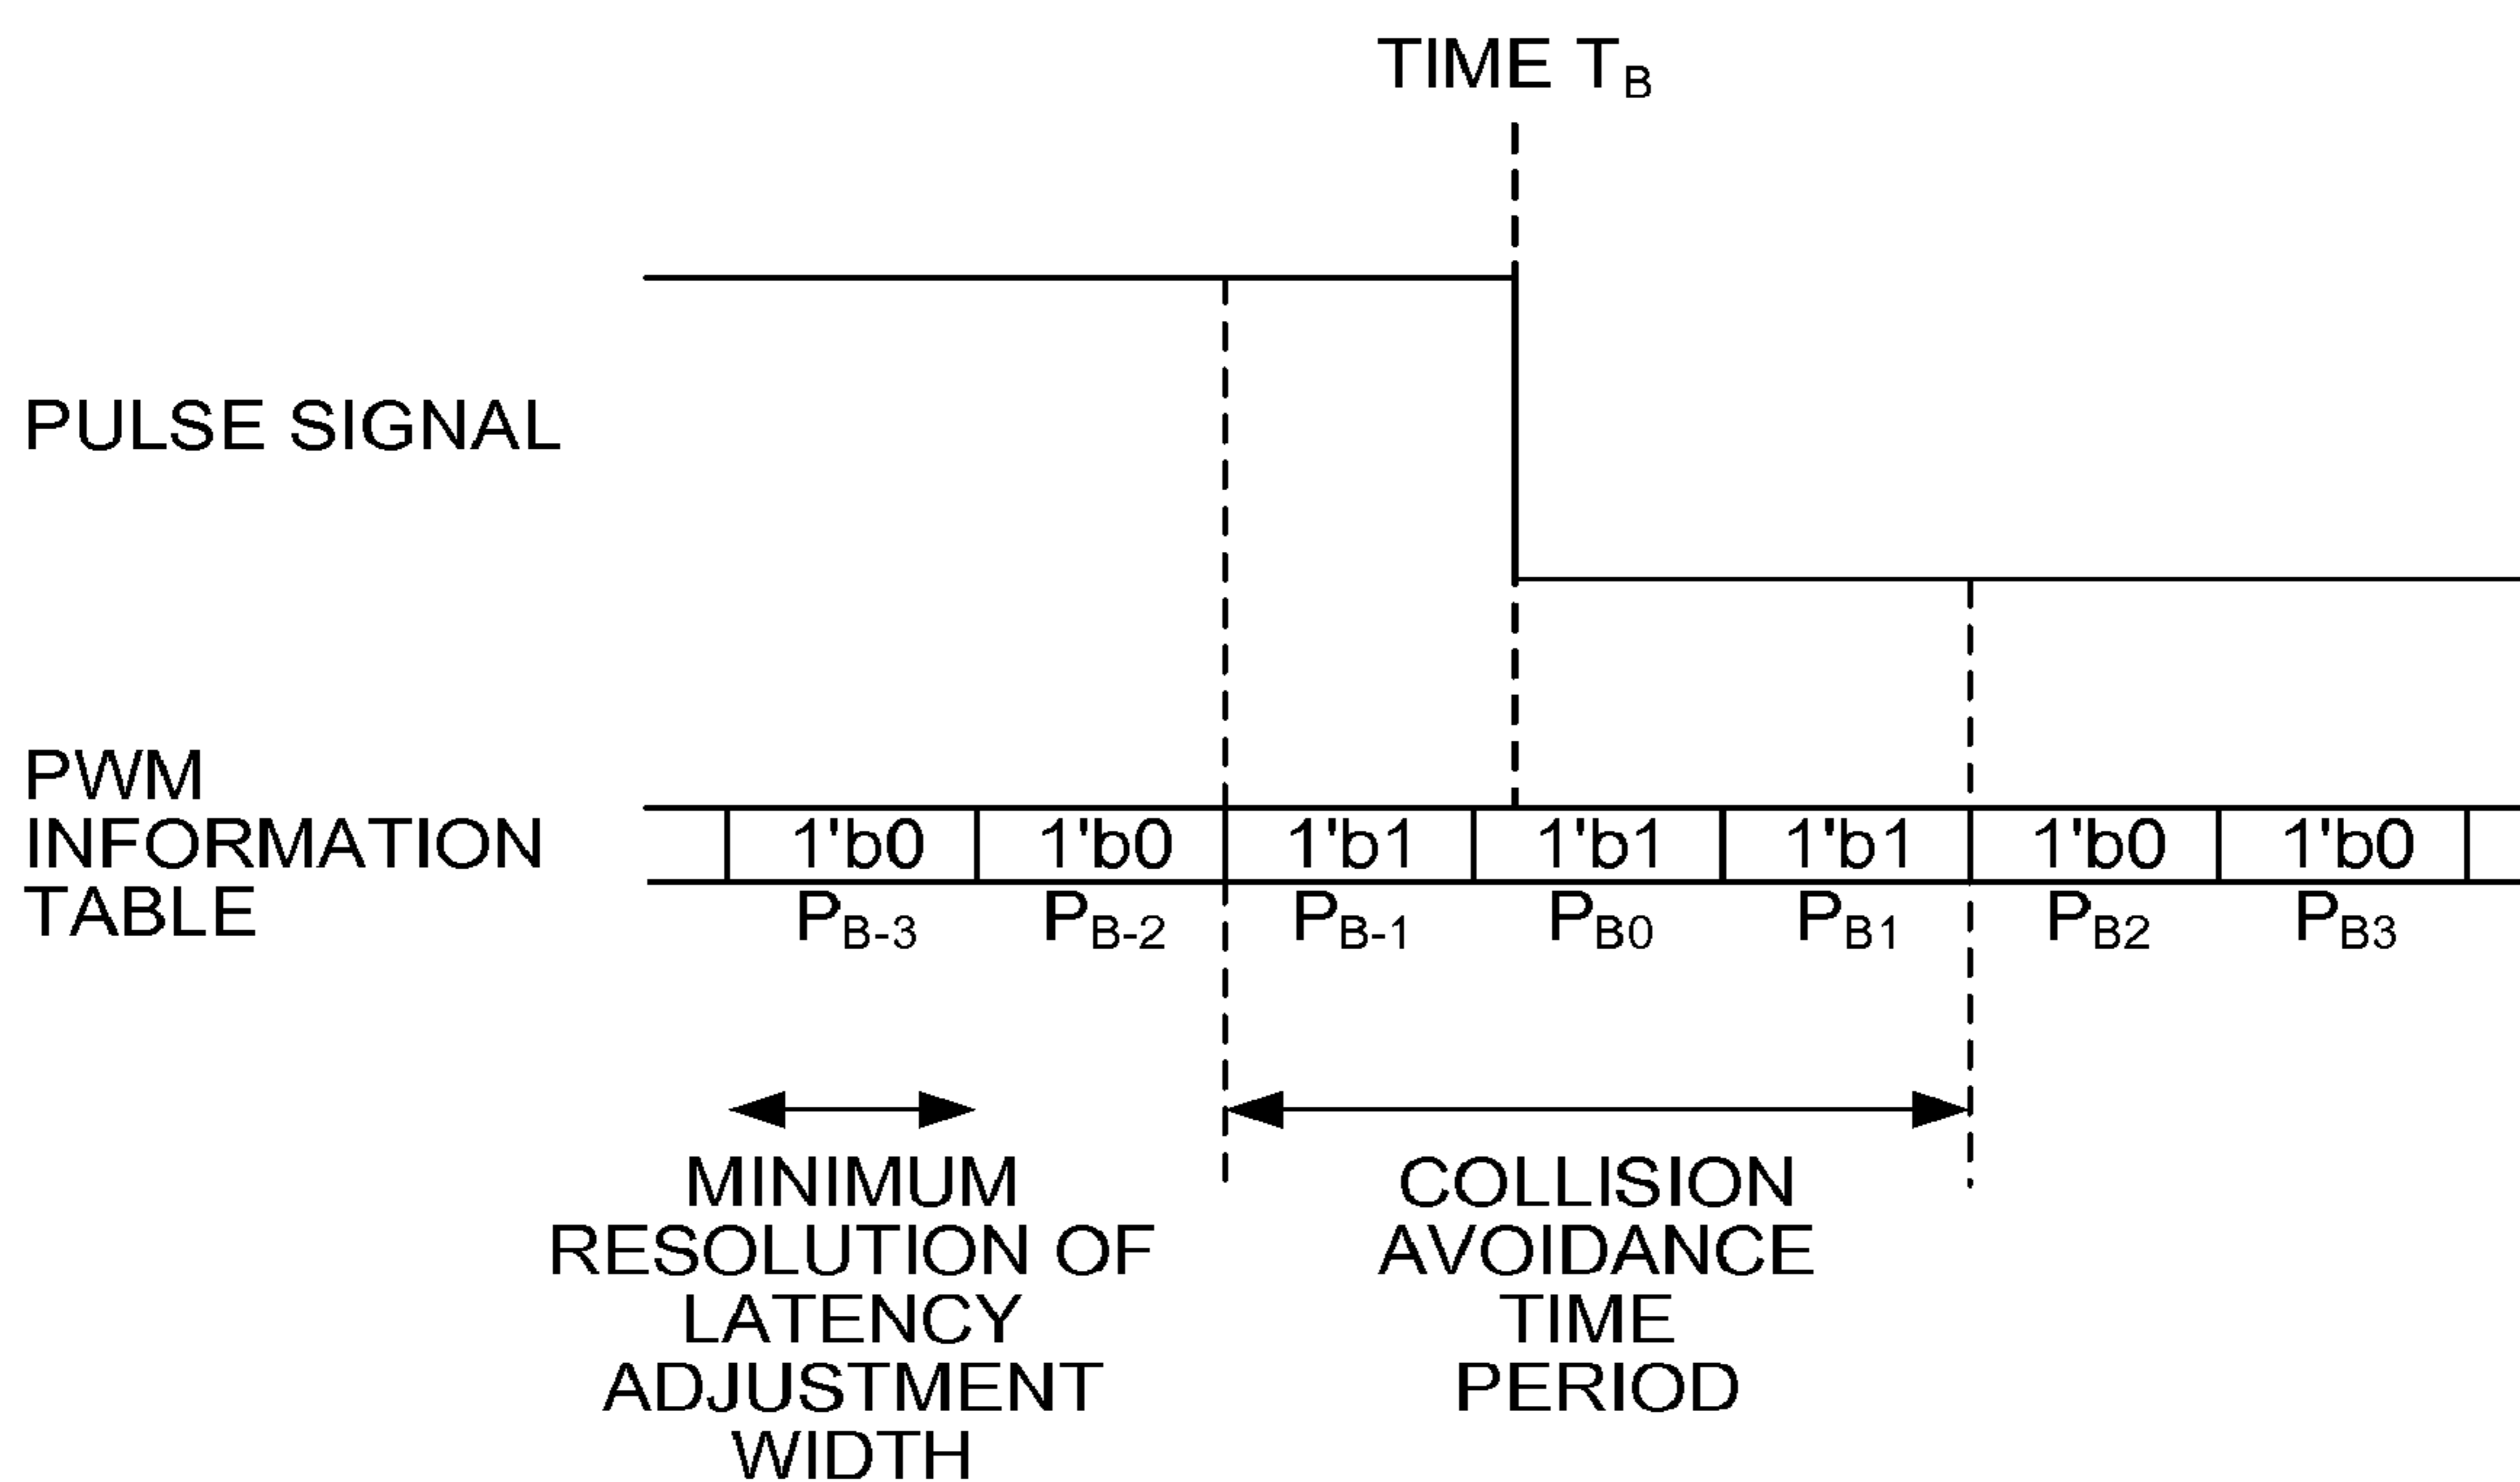 TIME TB
PULSE SIGNAL
PWM
INFORMATION
TABLE
1'b0 1'b0 1'b1 1'b1 1'b1 1'b0 1'b0
PB-3 PB-2 PB-1 PB0 PB1 PB2 PB3
MINIMUM
RESOLUTION OF
LATENCY
ADJUSTMENT
WIDTH
COLLISION
AVOIDANCE
TIME
PERIOD